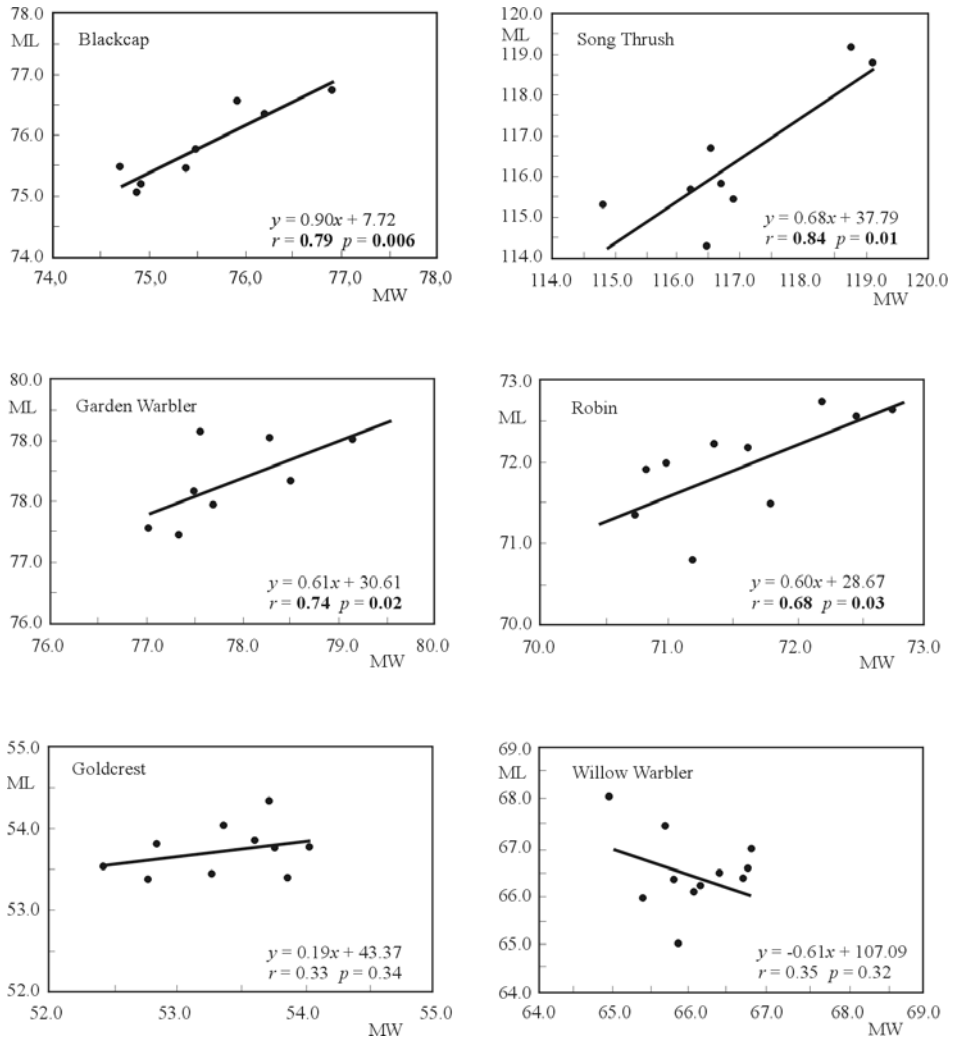 78.0
ML
Blackcap
77.0
76.0
75.0
y = 0.90x + 7.72
r = 0.79 p = 0.006
74.0
74,0 75,0 76,0 77,0 78,0
MW
120.0
ML
Song Thrush
119.0
118.0
117.0
116.0
115.0
y = 0.68x + 37.79
r = 0.84 p = 0.01
114.0
114.0 115.0 116.0 117.0 118.0 119.0 120.0
MW
80.0
ML
Garden Warbler
78.0
78.0
77.0
y = 0.61x + 30.61
r = 0.74 p = 0.02
76.0
76.0 77.0 78.0 79.0 80.0
MW
73.0
ML
Robin
72.0
71.0
y = 0.60x + 28.67
r = 0.68 p = 0.03
70.0
70.0 71.0 72.0 73.0
MW
55.0
ML
Goldcrest
54.0
53.0
y = 0.19x + 43.37
r = 0.33 p = 0.34
52.0
52.0 53.0 54.0 55.0
MW
69.0
ML
Willow Warbler
68.0
67.0
66.0
65.0
y = -0.61x + 107.09
r = 0.35 p = 0.32
64.0
64.0 65.0 66.0 67.0 68.0 69.0
MW